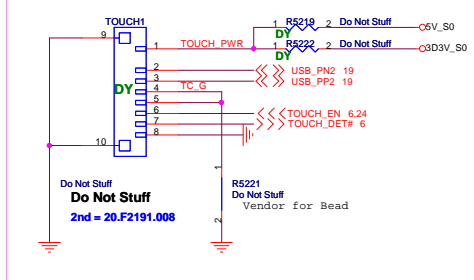 TOUCH1
R5219
Do Not Stuff
1
2
5V_S0
DY
9
R5222
Do Not Stuff
1
TOUCH_PWR
1
2
3D3V_S0
DY
2
USB_PN2 19
3
USB_PP2 19
DY
4
TC_G
5
6
TOUCH_EN 6,24
7
TOUCH_DET# 6
8
10
1
Do Not Stuff
R5221
Do Not Stuff
Do Not Stuff
Vendor for Bead
2nd = 20.F2191.008
2